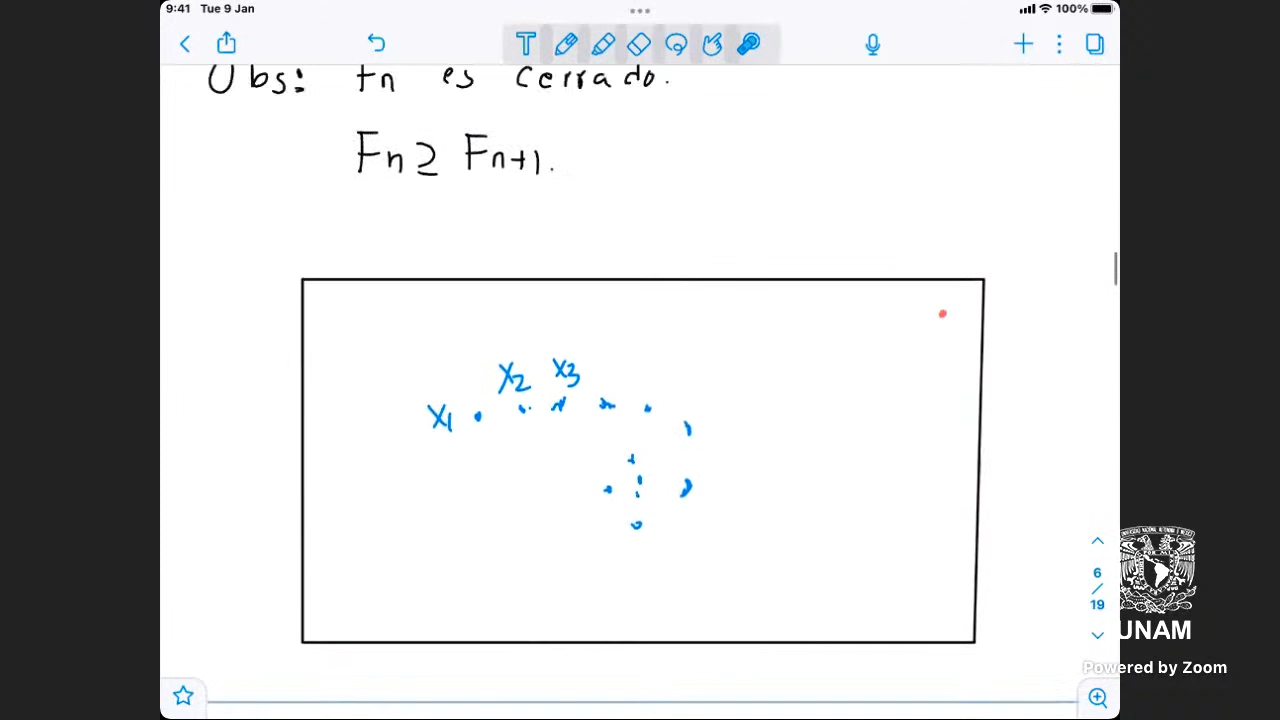 9:41 Tue 9 Jan 100%
T
Obs: Fn es cerrado.
Fn ⊇ Fn+1.
X2 X3
X1
6
/
19
UNAM
Powered by Zoom